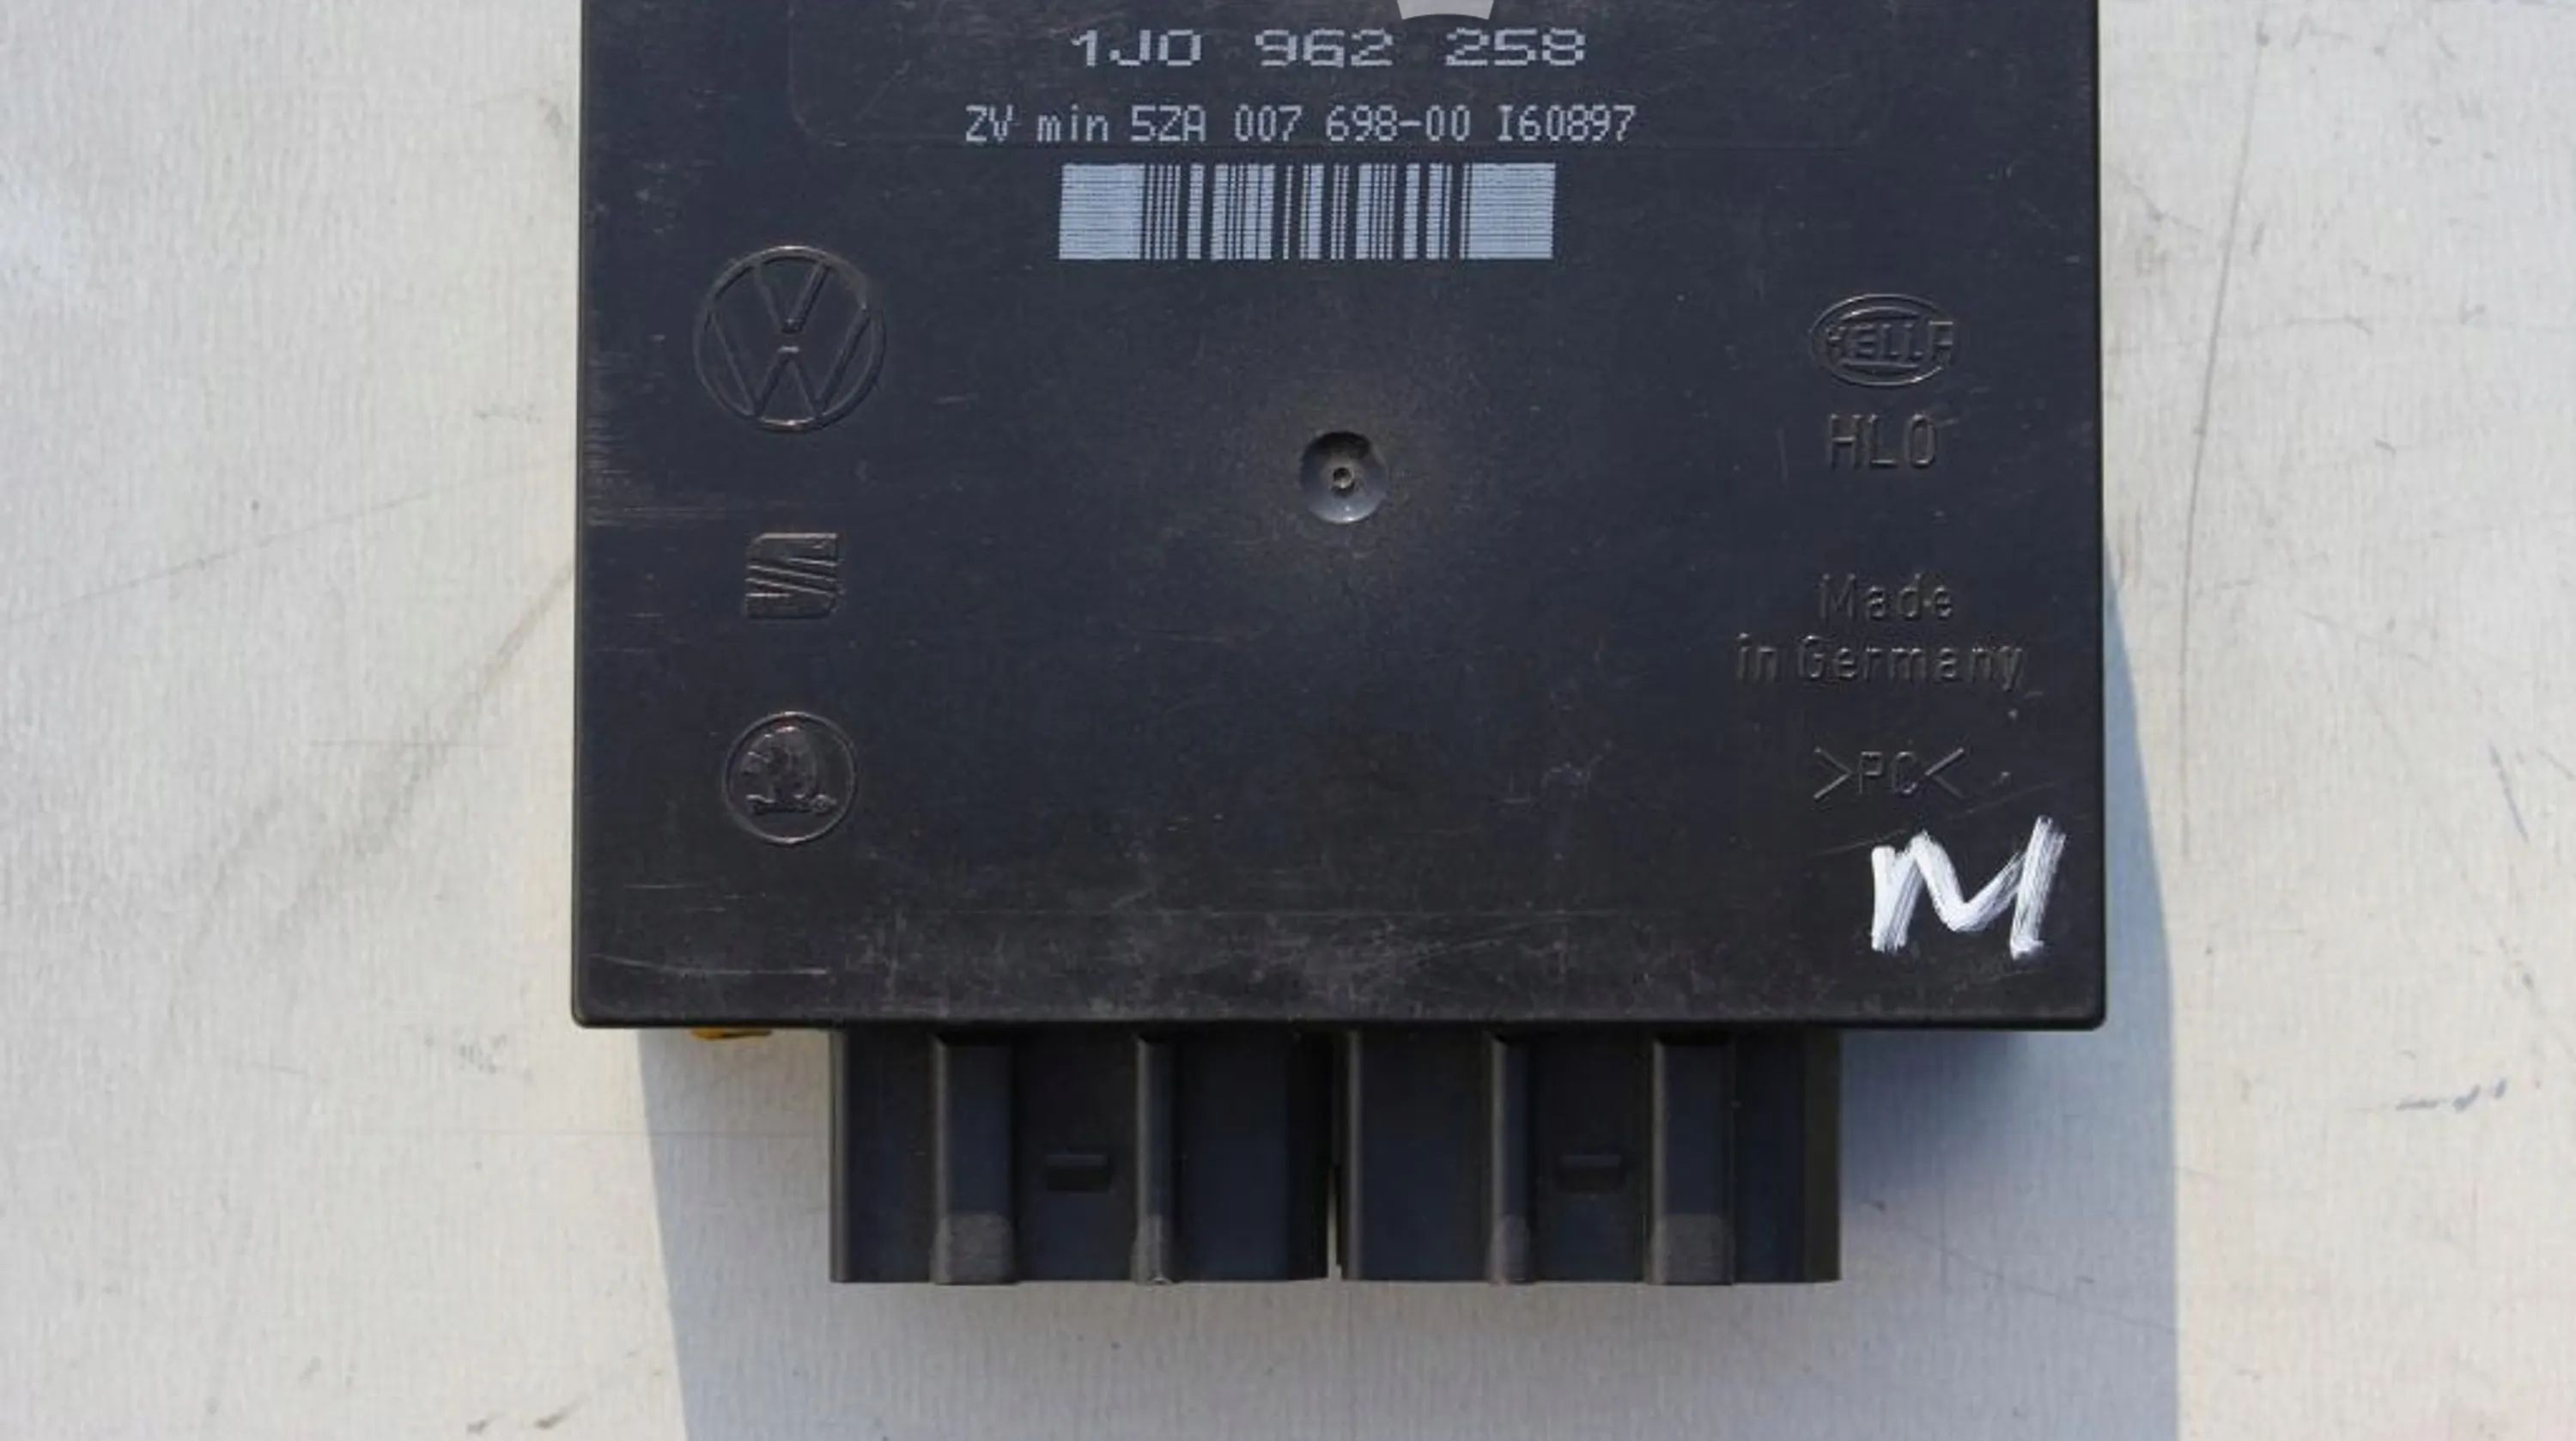 1J0 962 258
ZV min 5ZA 007 698-00 I60897
HELLA
HLO
Made
in Germany
>PC<
M